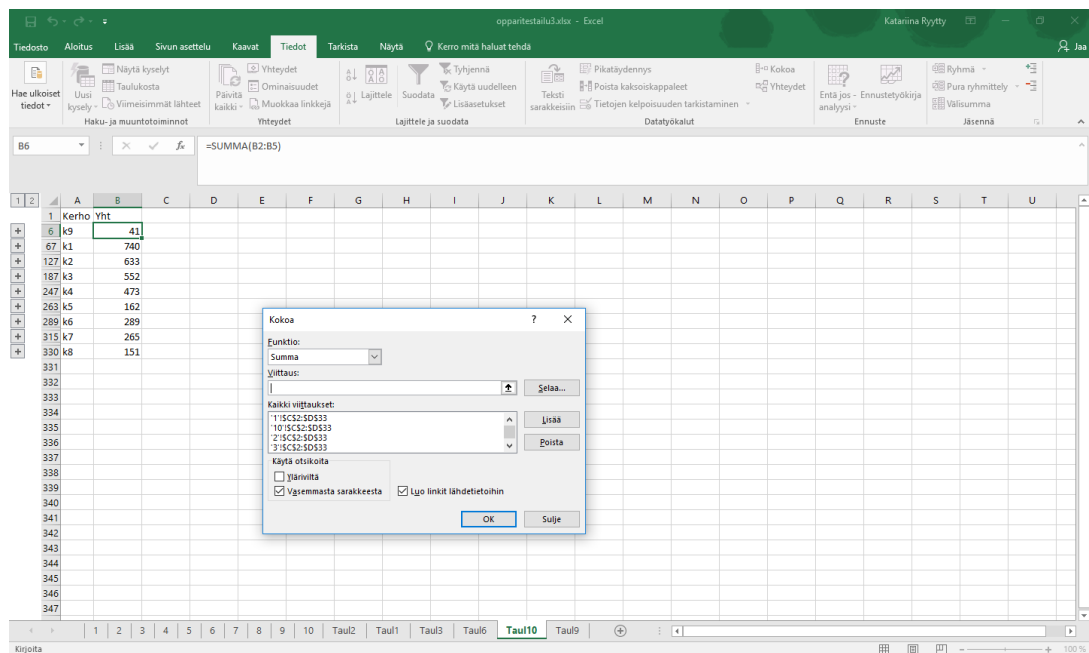 opparitestailu3.xlsx - Excel
Katariina Ryytty
Tiedosto Aloitus Lisää Sivun asettelu Kaavat Tiedot Tarkista Näytä Kerro mitä haluat tehdä Jaa
Hae ulkoiset tiedot
Uusi kysely
Näytä kyselyt
Taulukosta
Viimeisimmät lähteet
Haku- ja muuntotoiminnot
Päivitä kaikki
Yhteydet
Ominaisuudet
Muokkaa linkkejä
Yhteydet
Lajittele
Suodata
Tyhjennä
Käytä uudelleen
Lisäasetukset
Lajittele ja suodata
Teksti sarakkeisiin
Pikatäydennys
Poista kaksoiskappaleet
Tietojen kelpoisuuden tarkistaminen
Kokoa
Yhteydet
Datatyökalut
Entä jos -analyysi
Ennustetyökirja
Ennuste
Ryhmä
Pura ryhmittely
Välisumma
Jäsennä
B6
fx
=SUMMA(B2:B5)
1 2
A B C D E F G H I J K L M N O P Q R S T U
1 Kerho Yht
6 k9 41
67 k1 740
127 k2 633
187 k3 552
247 k4 473
263 k5 162
289 k6 289
315 k7 265
330 k8 151
331
332
333
334
335
336
337
338
339
340
341
342
343
344
345
346
347
Kokoa ? ×
Funktio:
Summa
Viittaus:
Selaa...
Kaikki viittaukset:
'1'!$C$2:$D$33
'10'!$C$2:$D$33
'2'!$C$2:$D$33
'3'!$C$2:$D$33
Lisää
Poista
Käytä otsikoita
Yläriviltä
Vasemmasta sarakkeesta
Luo linkit lähdetietoihin
OK
Sulje
1 2 3 4 5 6 7 8 9 10 Taul2 Taul1 Taul3 Taul6 Taul10 Taul9
Kirjoita
100 %